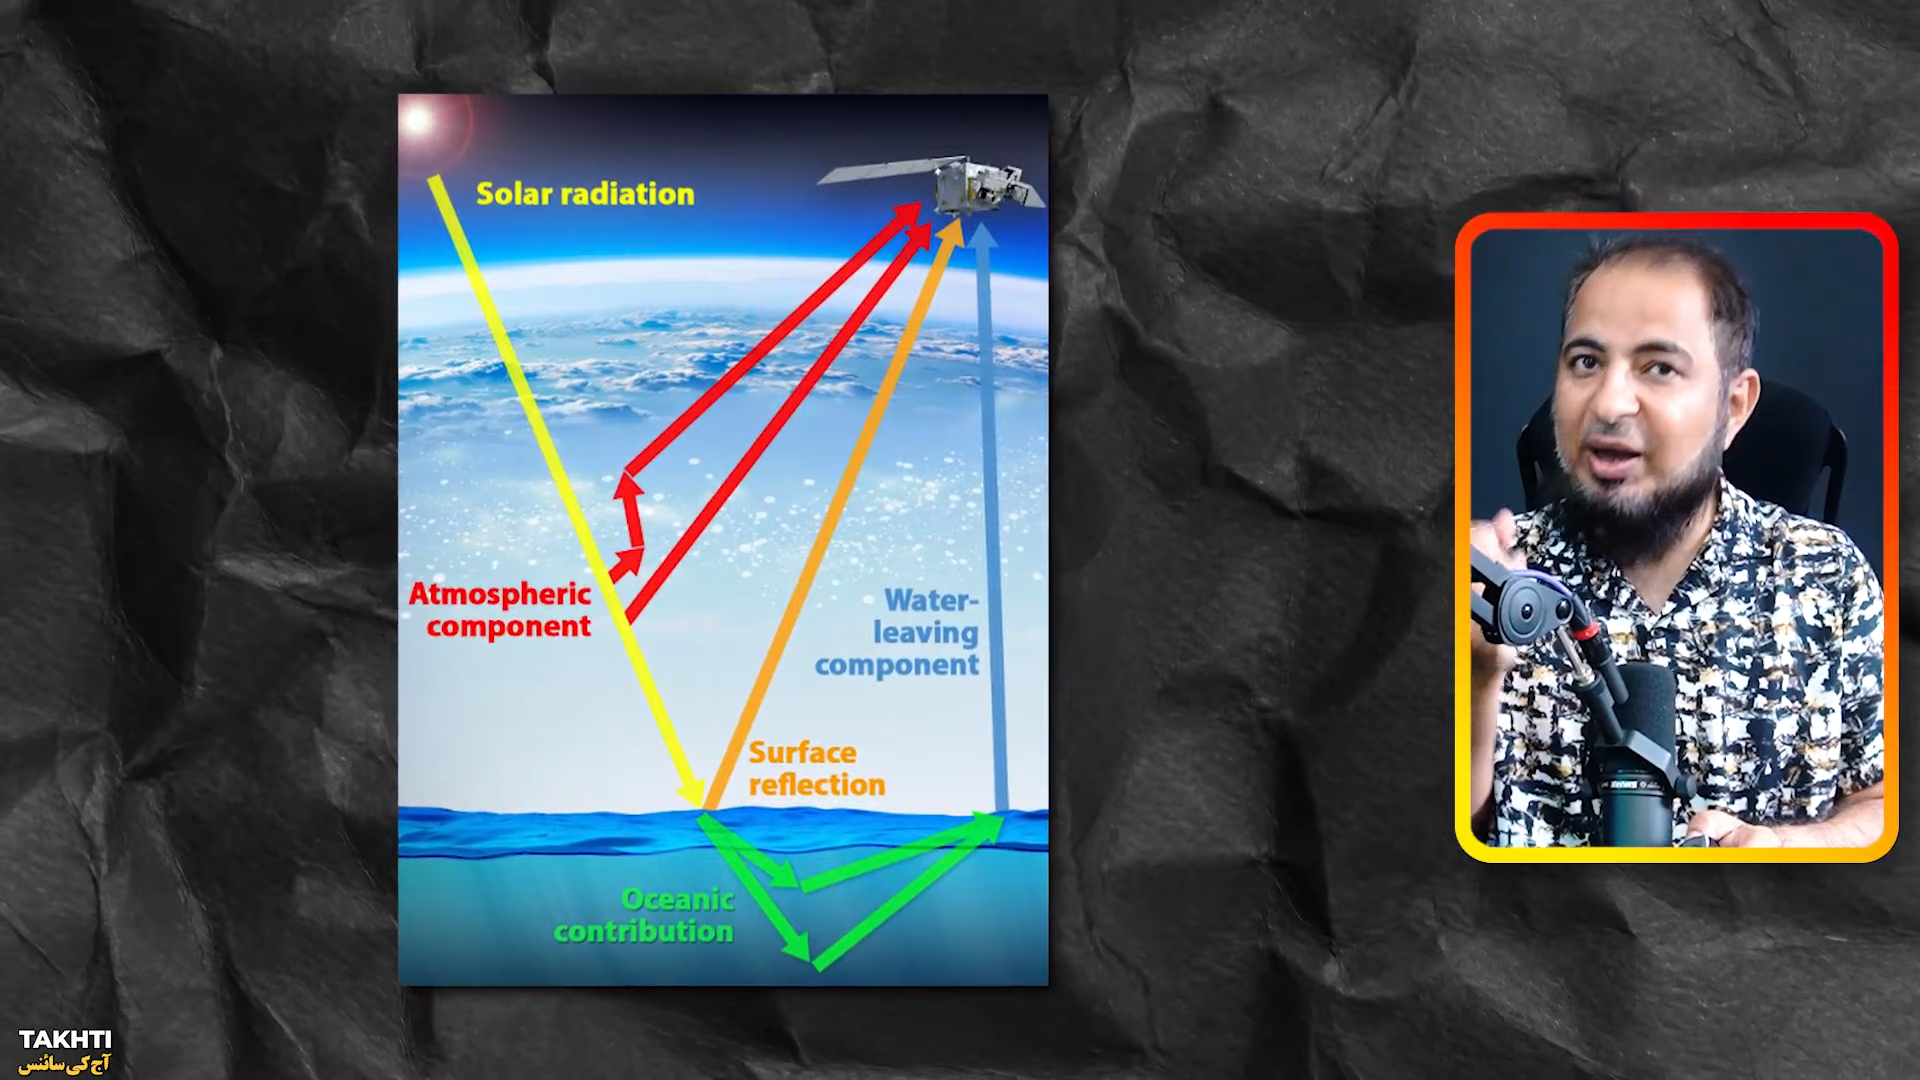 Solar radiation
Atmospheric
component
Water-
leaving
component
Surface
reflection
Oceanic
contribution
TAKHTI
آج کی سائنس